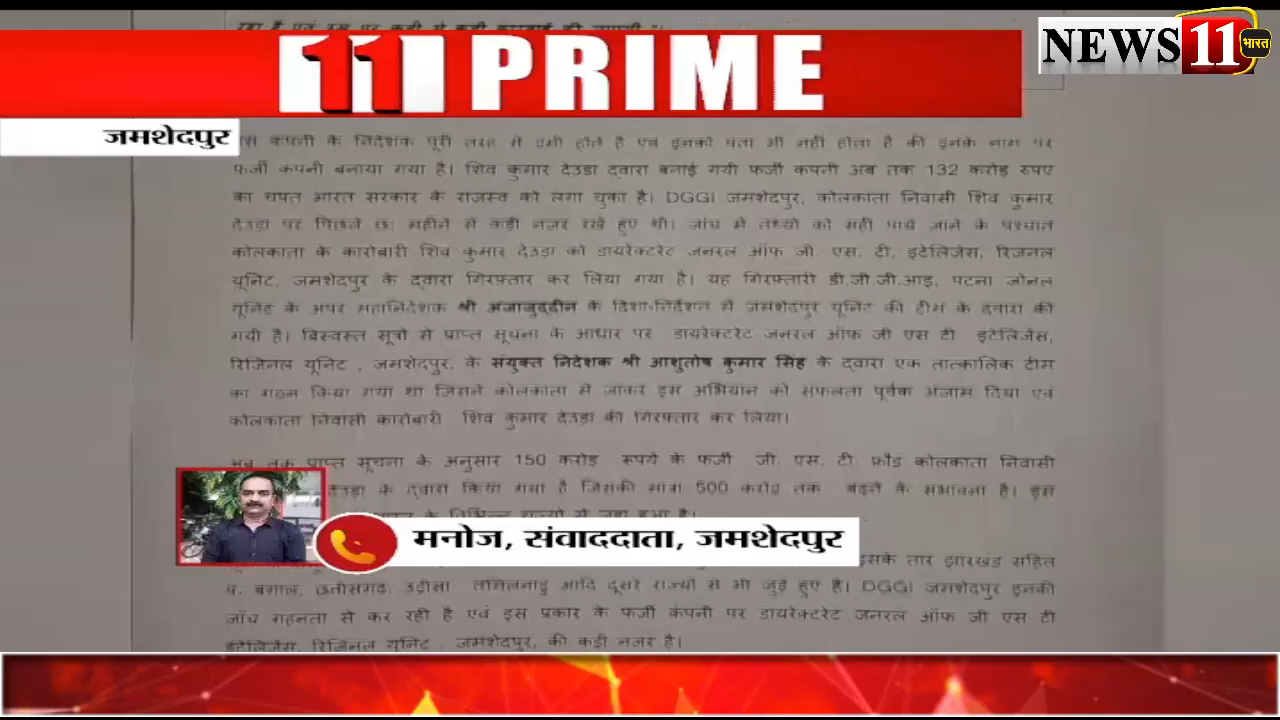 11 PRIME
NEWS 11 भारत
जमशेदपुर
कंपनी के निदेशक पूरी तरह से डमी होते है एवं इनको पता भी नहीं होता है की इनके नाम पर
फर्जी कंपनी बनाया गया है। शिव कुमार देउडा द्वारा बनाई गयी फर्जी कंपनी अब तक 132 करोड़ रुपए
का चपत भारत सरकार के राजस्व को लगा चुका है। DGGI जमशेदपुर, कोलकाता निवासी शिव कुमार
देउडा पर पिछले छः महीने से कड़ी नजर रखे हुए थी। जांच में तथ्यों को सही पाये जाने के पश्चात
कोलकाता के कारोबारी शिव कुमार देउडा को डायरेक्टरेट जनरल ऑफ जी. एस. टी. इंटेलिजेंस, रिजनल
यूनिट, जमशेदपुर के द्वारा गिरफ़्तार कर लिया गया है। यह गिरफ्तारी डी.जी.जी.आइ, पटना जोनल
यूनिट के अपर महानिदेशक श्री अंजाजुद्दीन के दिशा-निर्देशन में जमशेदपुर यूनिट की टीम के द्वारा की
गयी है। विस्वस्त सूत्रो से प्राप्त सूचना के आधार पर डायरेक्टरेट जनरल ऑफ जी एस टी इंटेलिजेंस,
रिजिनल यूनिट , जमशेदपुर, के संयुक्त निदेशक श्री आशुतोष कुमार सिंह के द्वारा एक तात्कालिक टीम
का गठन किया गया था जिसने कोलकाता में जाकर इस अभियान को सफलता पूर्वक अंजाम दिया एवं
कोलकाता निवासी कारोबारी शिव कुमार देउडा की गिरफ्तार कर लिया।
अब तक प्राप्त सूचना के अनुसार 150 करोड़ रूपये के फर्जी जी. एस. टी. फ्रौड कोलकाता निवासी
देउडा के द्वारा किया गया है जिसकी मात्रा 500 करोड़ तक बढ़ने के संभावना है। इस
के विभिन्न राज्यों से जुड़ा हुआ है।
मनोज, संवाददाता, जमशेदपुर
इसके तार झारखंड सहित
प. बंगाल, छत्तीसगढ़, उड़ीसा तमिलनाडु आदि दूसरे राज्यों से भी जुड़े हुए है। DGGI जमशेदपुर इनकी
जाँच गहनता से कर रही है एवं इस प्रकार के फर्जी कंपनी पर डायरेक्टरेट जनरल ऑफ जी एस टी
इंटेलिजेंस, रिजिनल यूनिट , जमशेदपुर, की कड़ी नजर है।